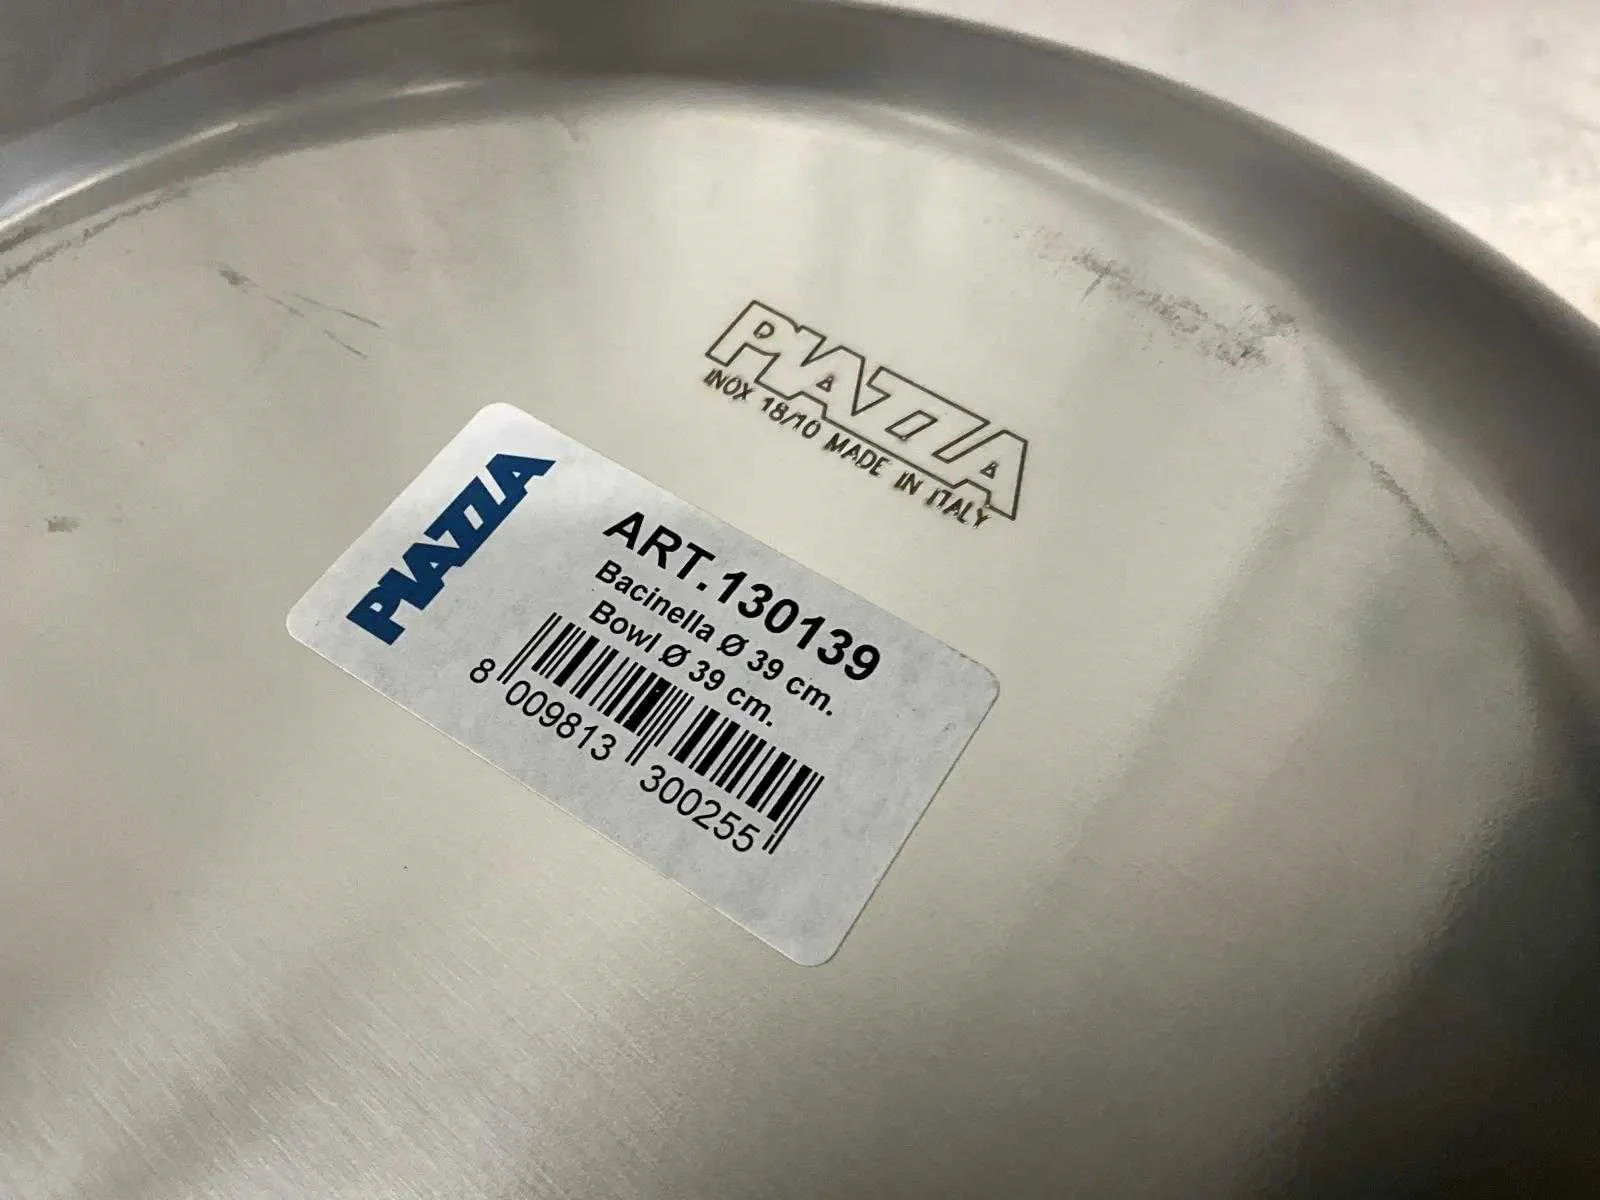 PIAZZA
INOX 18/10 MADE IN ITALY
PIAZZA
ART.130139
Bacinella Ø 39 cm.
Bowl Ø 39 cm.
8 009813 300255